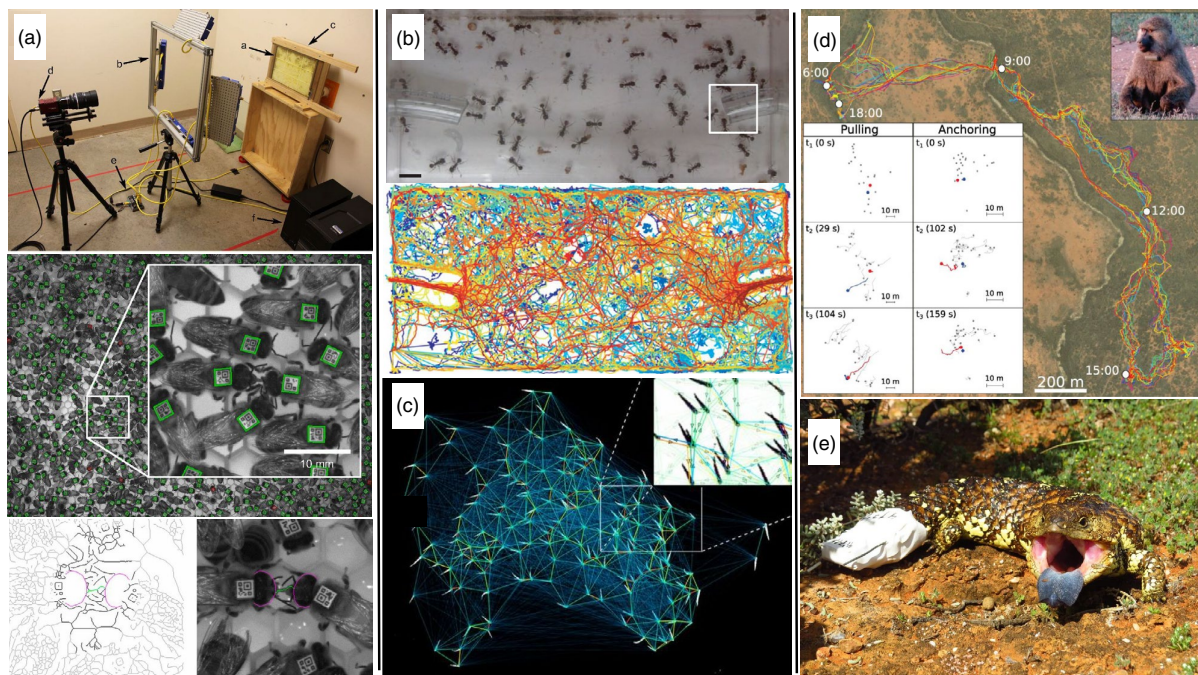 (a)
a
c
b
d
e
f
10 mm
(b)
(c)
(d)
6:00
9:00
18:00
12:00
15:00
200 m
Pulling
Anchoring
t₁ (0 s)
t₁ (0 s)
10 m
10 m
t₂ (29 s)
t₂ (102 s)
10 m
10 m
t₃ (104 s)
t₃ (159 s)
10 m
10 m
(e)